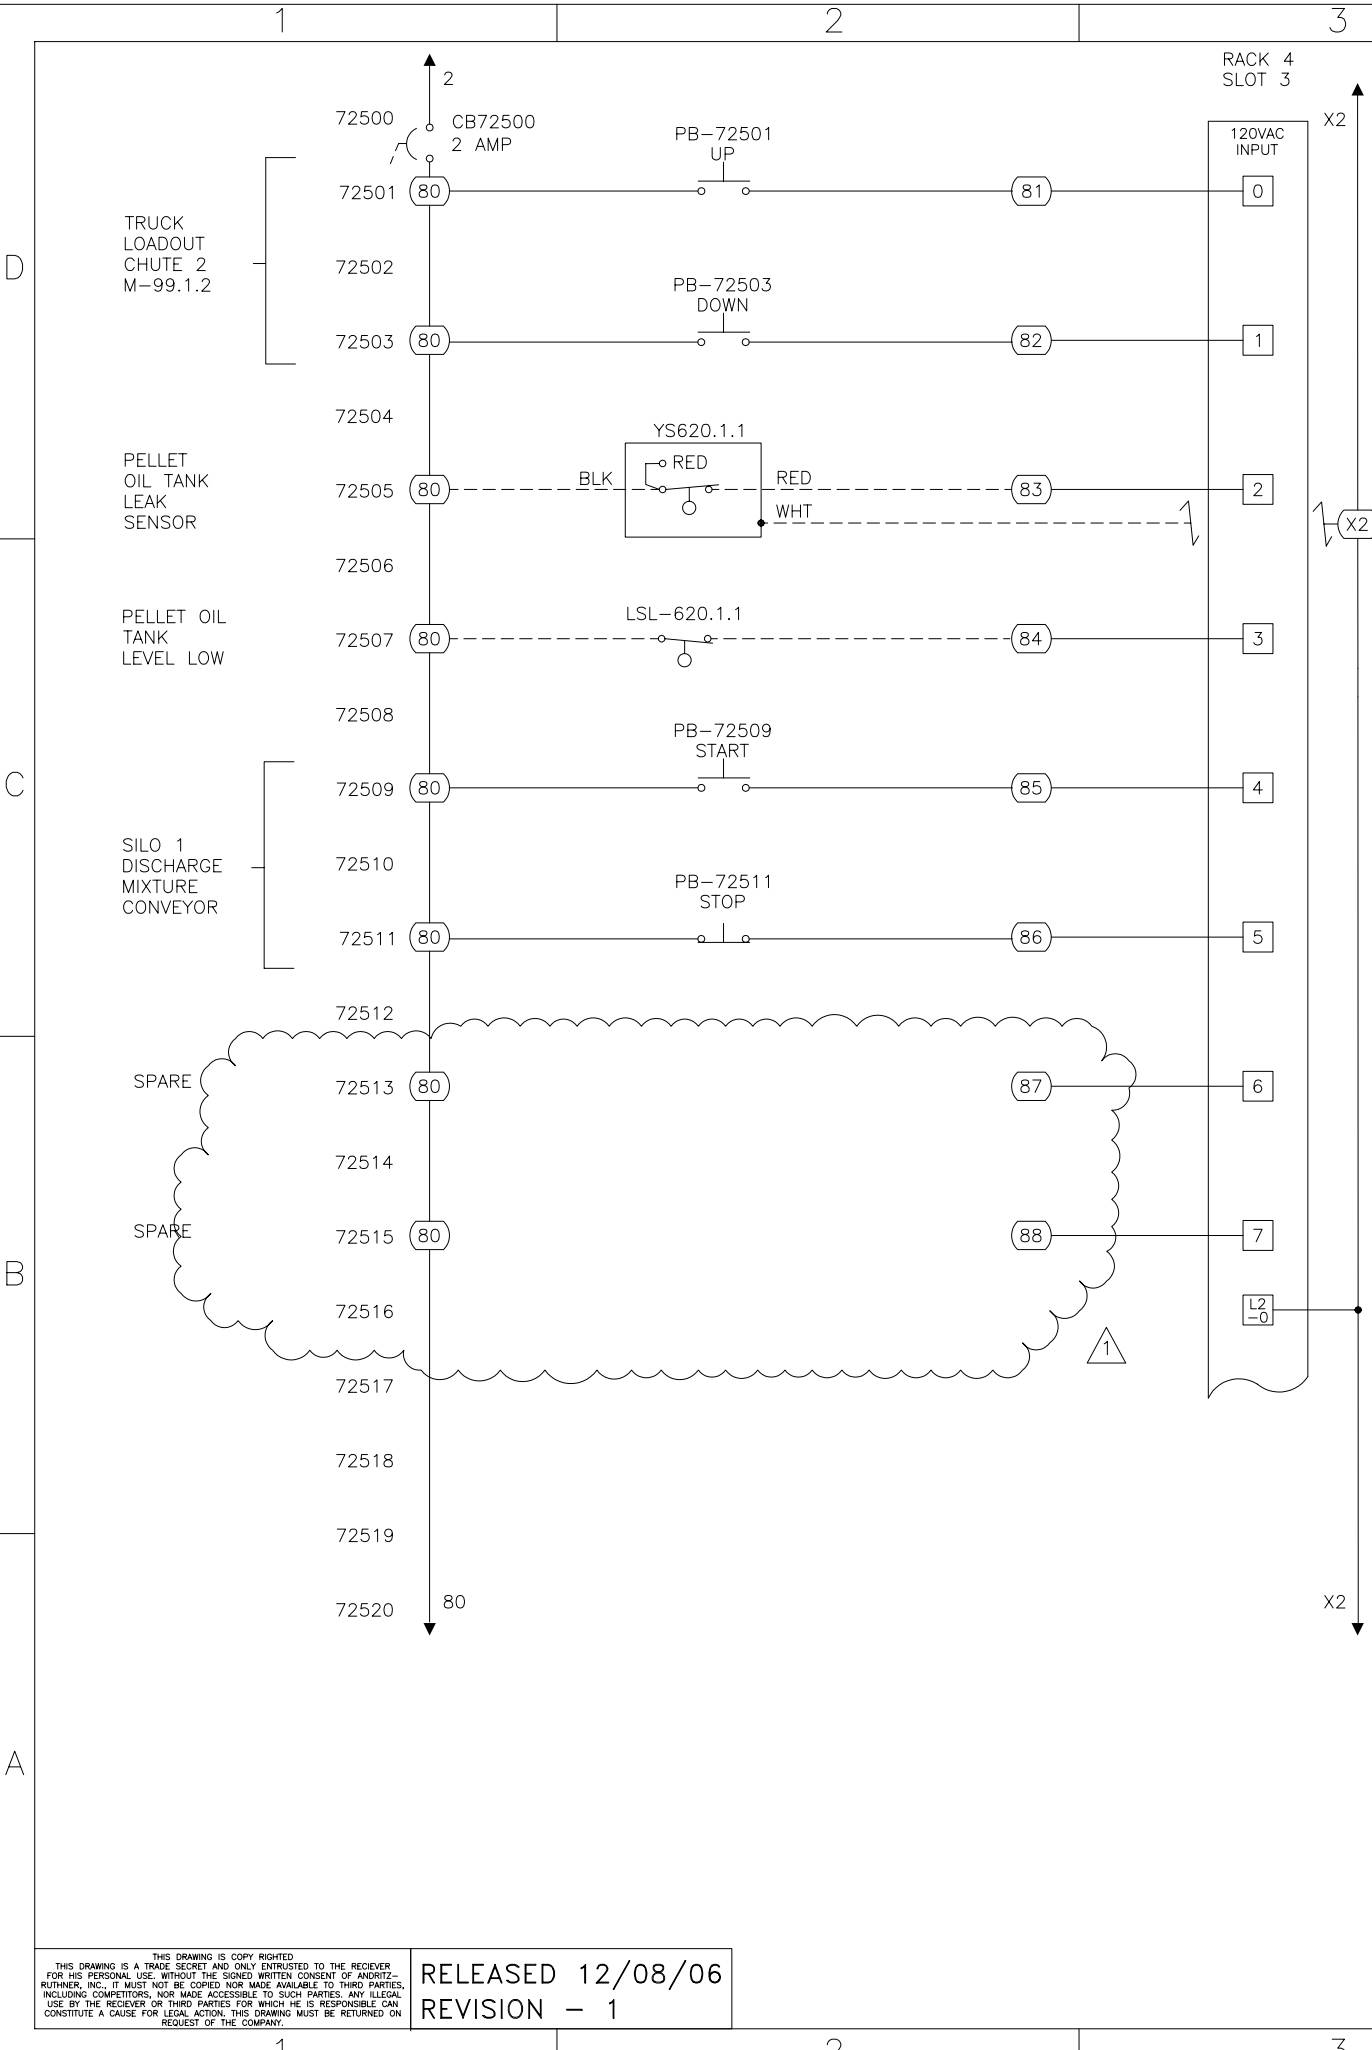 1 2 3
RACK 4
SLOT 3
2
72500
CB72500
2 AMP
X2
120VAC
INPUT
PB-72501
UP
72501 80 81 0
TRUCK
LOADOUT
CHUTE 2
M-99.1.2
D
72502
PB-72503
DOWN
72503 80 82 1
72504
YS620.1.1
PELLET
OIL TANK
LEAK
SENSOR
RED
BLK
RED
72505 80 83 2
WHT
X2
72506
PELLET OIL
TANK
LEVEL LOW
LSL-620.1.1
72507 80 84 3
72508
PB-72509
START
C
72509 80 85 4
SILO 1
DISCHARGE
MIXTURE
CONVEYOR
72510
PB-72511
STOP
72511 80 86 5
72512
SPARE
72513 80 87 6
72514
SPARE
72515 80 88 7
B
72516
L2
-0
1
72517
72518
72519
72520
80
X2
A
THIS DRAWING IS COPY RIGHTED
THIS DRAWING IS A TRADE SECRET AND ONLY ENTRUSTED TO THE RECIEVER
FOR HIS PERSONAL USE. WITHOUT THE SIGNED WRITTEN CONSENT OF ANDRITZ-
RUTHNER, INC., IT MUST NOT BE COPIED NOR MADE AVAILABLE TO THIRD PARTIES,
INCLUDING COMPETITORS, NOR MADE ACCESSIBLE TO SUCH PARTIES. ANY ILLEGAL
USE BY THE RECIEVER OR THIRD PARTIES FOR WHICH HE IS RESPONSIBLE CAN
CONSTITUTE A CAUSE FOR LEGAL ACTION. THIS DRAWING MUST BE RETURNED ON
REQUEST OF THE COMPANY.
RELEASED 12/08/06
REVISION - 1
1 2 3